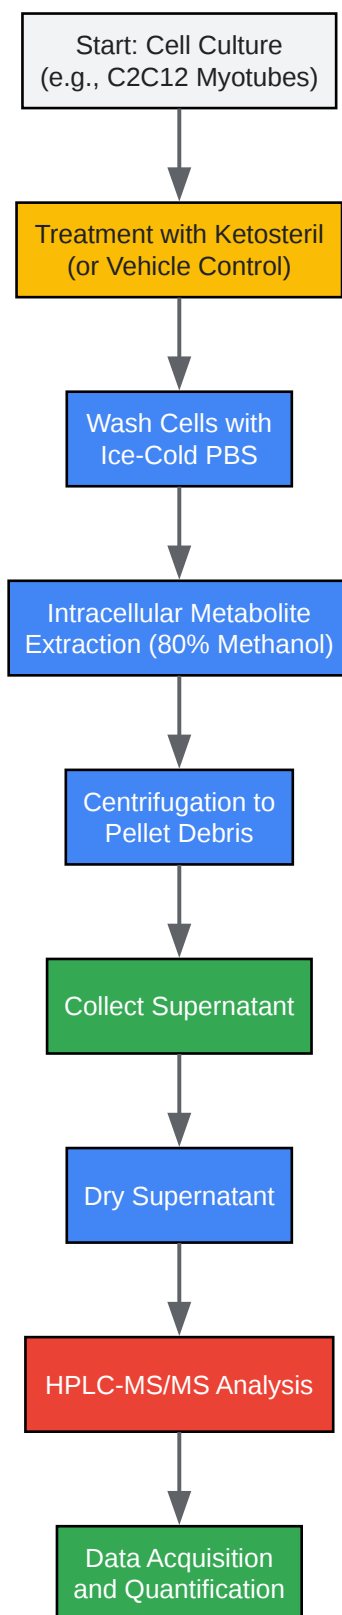 Start: Cell Culture
(e.g., C2C12 Myotubes)
Treatment with Ketosteril
(or Vehicle Control)
Wash Cells with
Ice-Cold PBS
Intracellular Metabolite
Extraction (80% Methanol)
Centrifugation to
Pellet Debris
Collect Supernatant
Dry Supernatant
HPLC-MS/MS Analysis
Data Acquisition
and Quantification